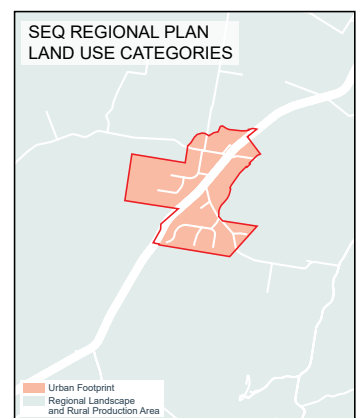 SEQ REGIONAL PLAN
LAND USE CATEGORIES
Urban Footprint
Regional Landscape
and Rural Production Area